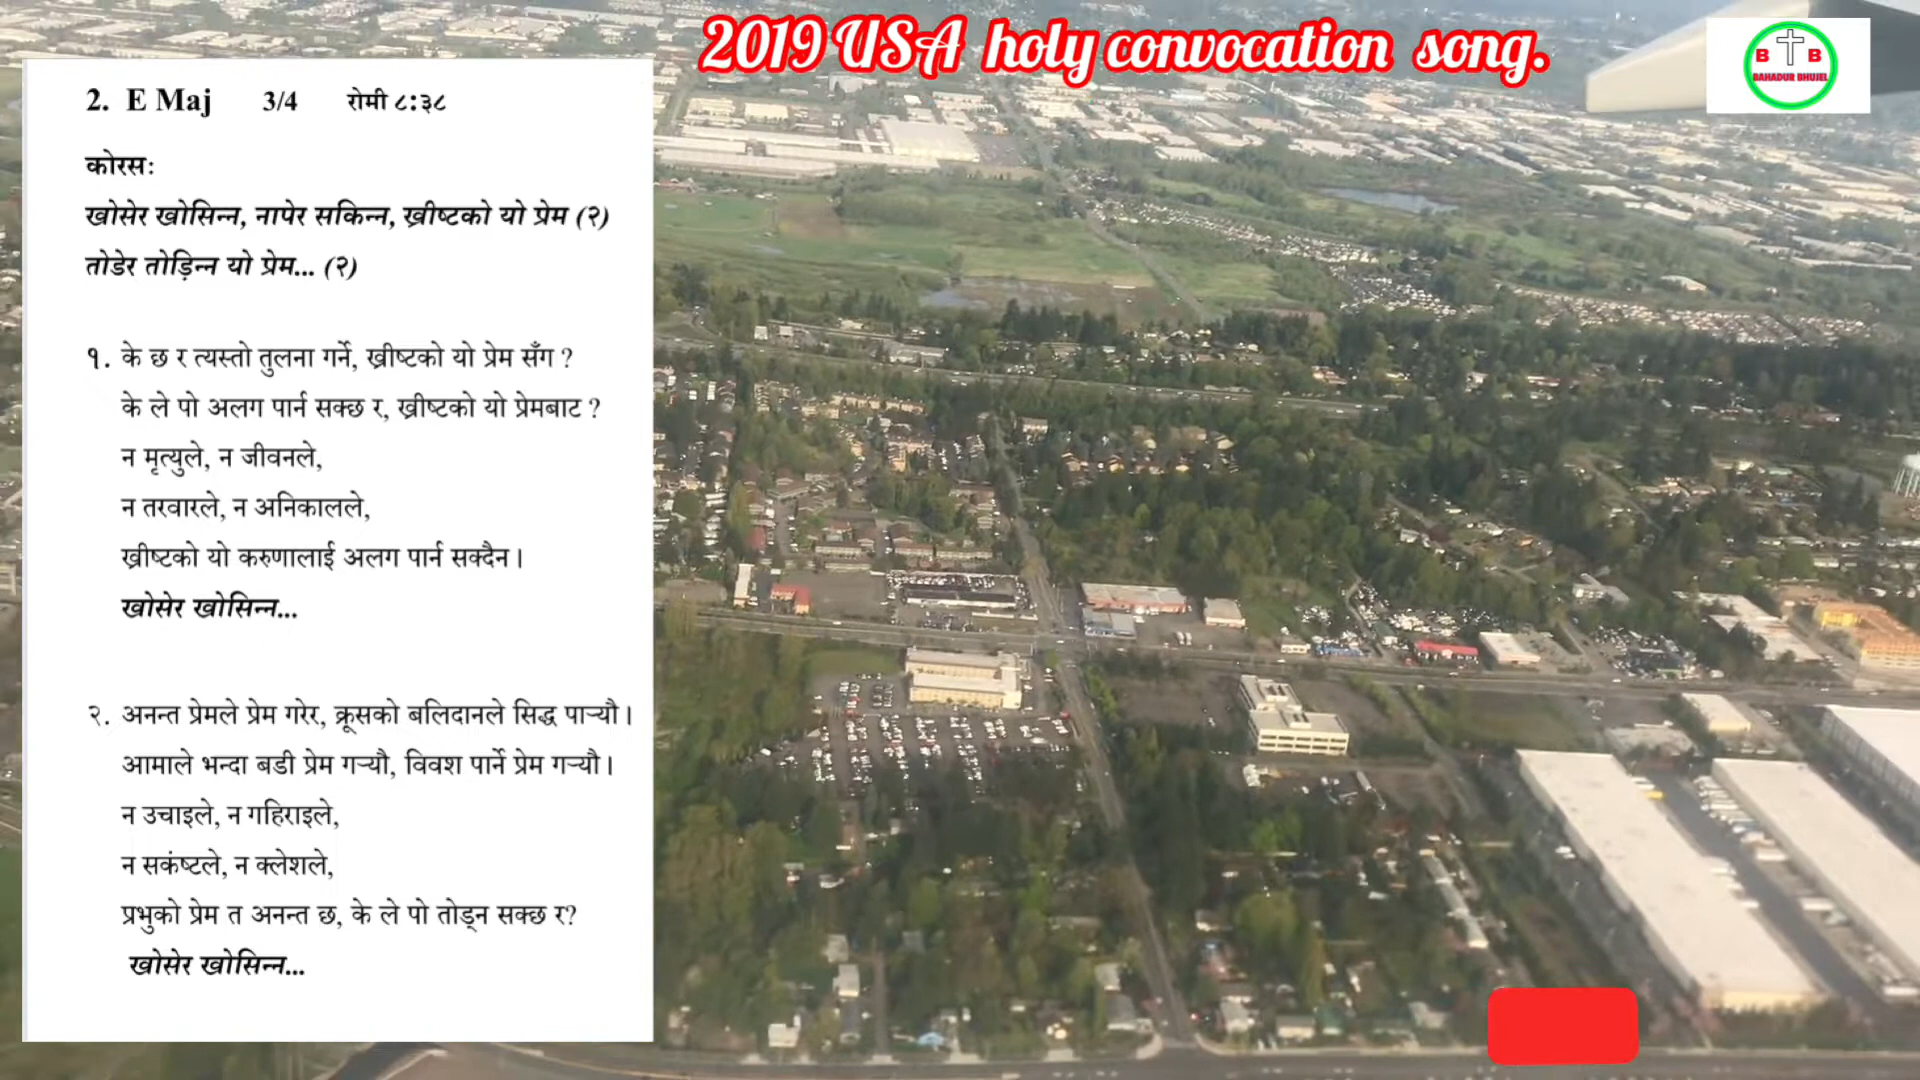 2019 USA holy convocation song.
B B
BAHADUR BHUJEL
2. E Maj 3/4 रोमी ८:३८
कोरसः
खोसेर खोसिन्न, नापेर सकिन्न, ख्रीष्टको यो प्रेम (२)
तोडेर तोड़िन्न यो प्रेम... (२)
१. के छ र त्यस्तो तुलना गर्ने, ख्रीष्टको यो प्रेम सँग ?
के ले पो अलग पार्न सक्छ र, ख्रीष्टको यो प्रेमबाट ?
न मृत्युले, न जीवनले,
न तरवारले, न अनिकालले,
ख्रीष्टको यो करुणालाई अलग पार्न सक्दैन।
खोसेर खोसिन्न...
२. अनन्त प्रेमले प्रेम गरेर, क्रूसको बलिदानले सिद्ध पाऱ्यौ।
आमाले भन्दा बडी प्रेम गऱ्यौ, विवश पार्ने प्रेम गऱ्यौ।
न उचाइले, न गहिराइले,
न सकंष्टले, न क्लेशले,
प्रभुको प्रेम त अनन्त छ, के ले पो तोड्न सक्छ र?
खोसेर खोसिन्न...